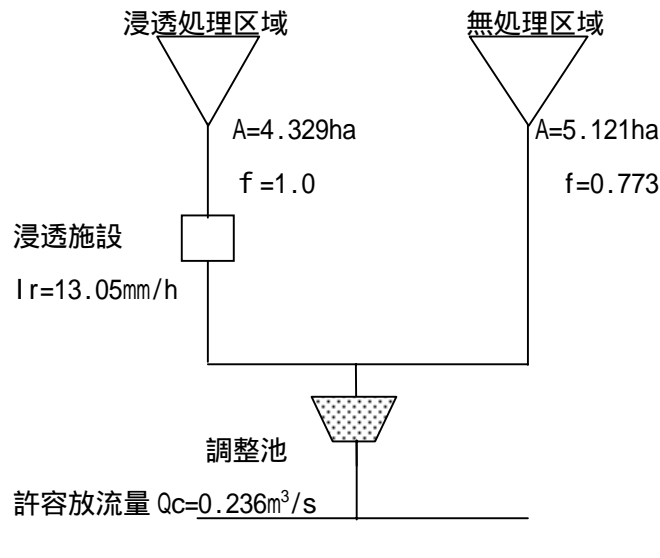 浸透処理区域
無処理区域
A=4.329ha
A=5.121ha
f=1.0
f=0.773
浸透施設
Ir=13.05mm/h
調整池
許容放流量 Qc=0.236m³/s